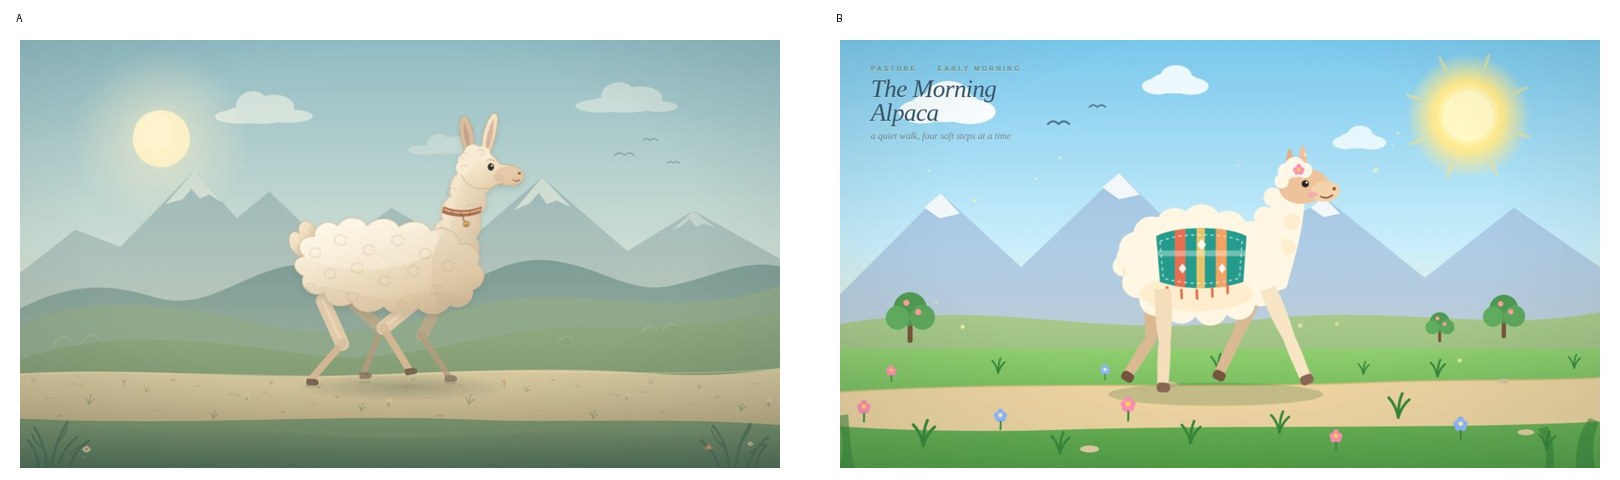 A
B
PASTURE · EARLY MORNING
The Morning
Alpaca
a quiet walk, four soft steps at a time